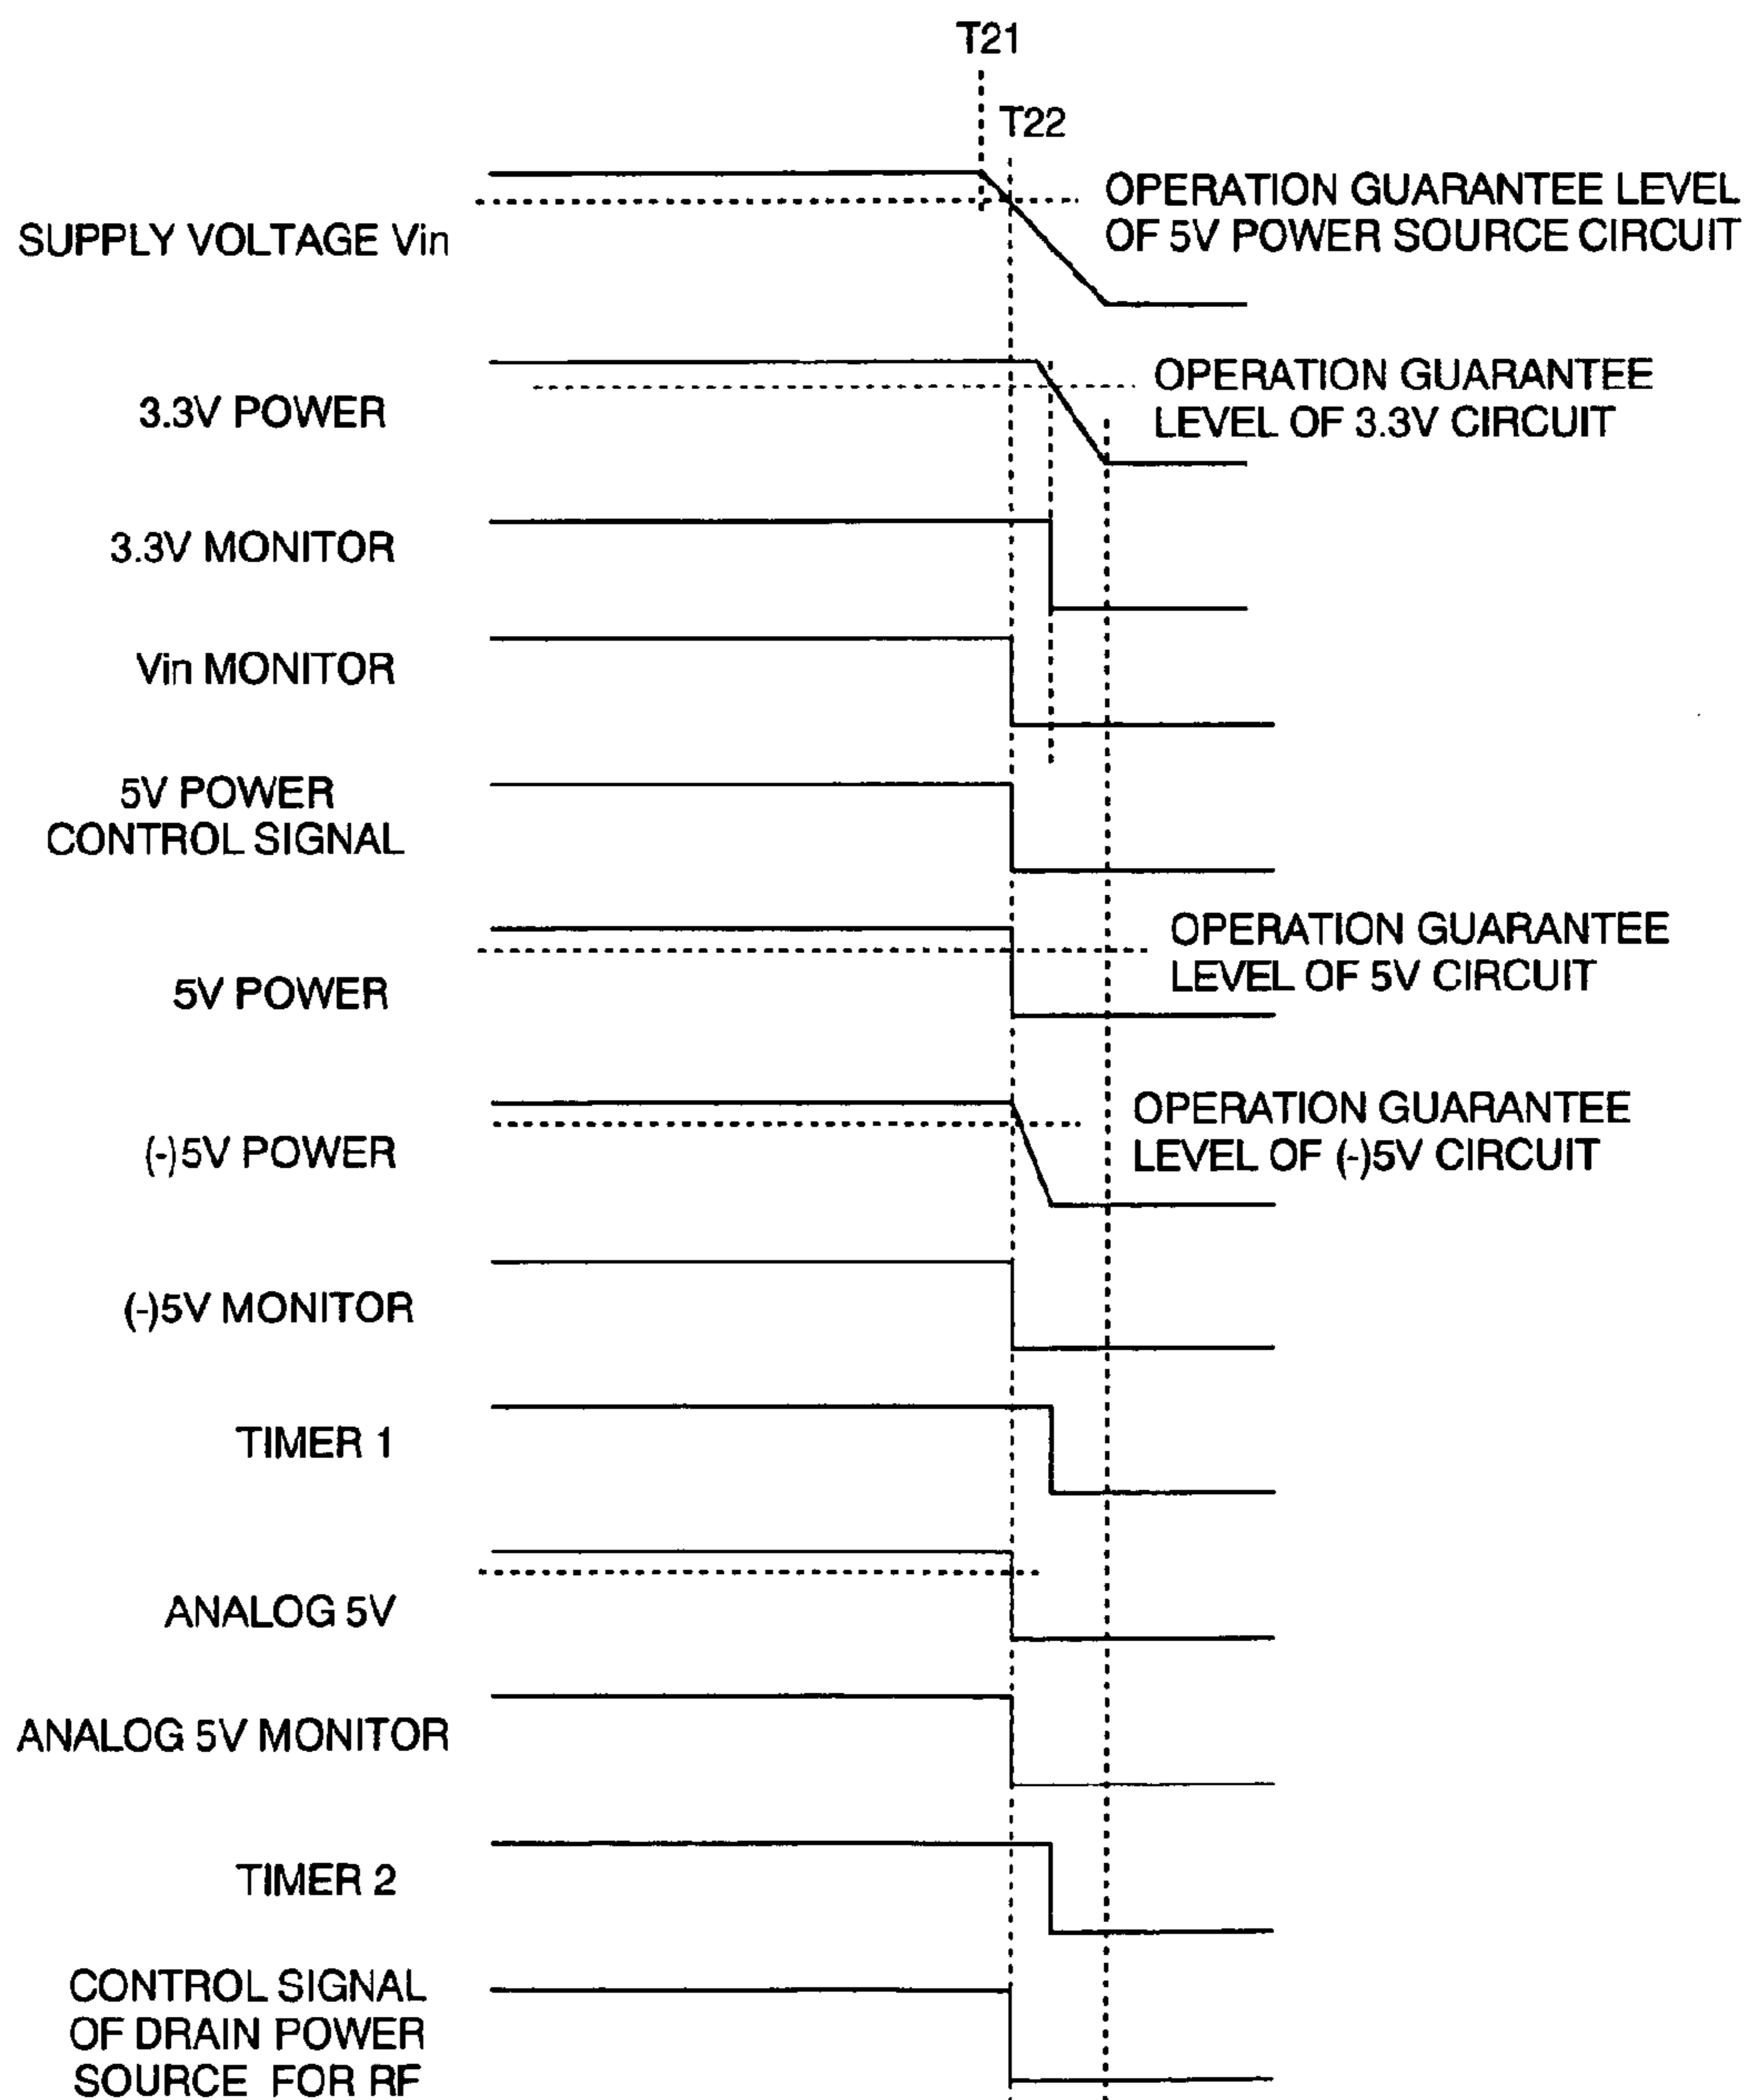 T21
T22
OPERATION GUARANTEE LEVEL
OF 5V POWER SOURCE CIRCUIT
SUPPLY VOLTAGE Vin
OPERATION GUARANTEE
LEVEL OF 3.3V CIRCUIT
3.3V POWER
3.3V MONITOR
Vin MONITOR
5V POWER
CONTROL SIGNAL
OPERATION GUARANTEE
LEVEL OF 5V CIRCUIT
5V POWER
OPERATION GUARANTEE
LEVEL OF (-)5V CIRCUIT
(-)5V POWER
(-)5V MONITOR
TIMER 1
ANALOG 5V
ANALOG 5V MONITOR
TIMER 2
CONTROL SIGNAL
OF DRAIN POWER
SOURCE FOR RF